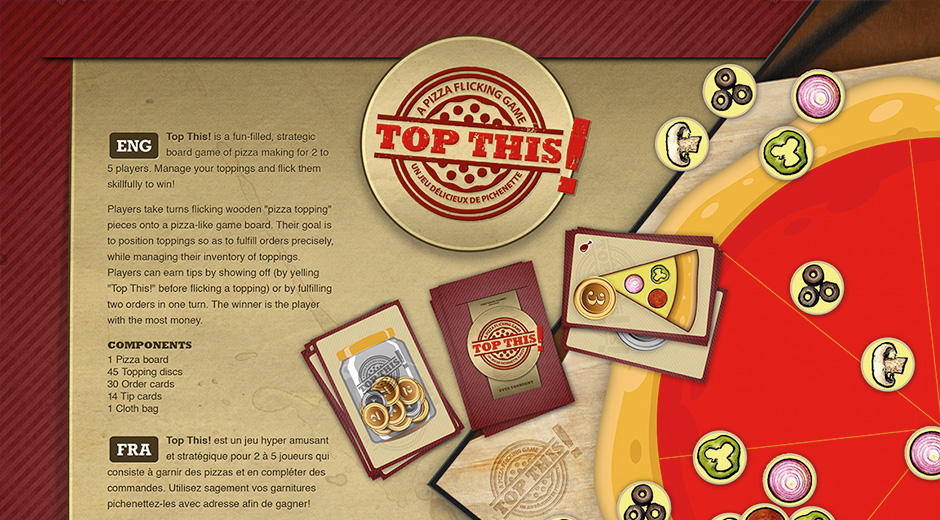 A PIZZA FLICKING GAME
TOP THIS!
UN JEU DÉLICIEUX DE PICHENETTE
ENG
Top This! is a fun-filled, strategic
board game of pizza making for 2 to
5 players. Manage your toppings and flick them
skillfully to win!
Players take turns flicking wooden "pizza topping"
pieces onto a pizza-like game board. Their goal is
to position toppings so as to fulfill orders precisely,
while managing their inventory of toppings.
Players can earn tips by showing off (by yelling
"Top This!" before flicking a topping) or by fulfilling
two orders in one turn. The winner is the player
with the most money.
COMPONENTS
1 Pizza board
45 Topping discs
30 Order cards
14 Tip cards
1 Cloth bag
FRA
Top This! est un jeu hyper amusant
et stratégique pour 2 à 5 joueurs qui
consiste à garnir des pizzas et en compléter des
commandes. Utilisez sagement vos garnitures
pichenettez-les avec adresse afin de gagner!
TOP THIS!
TOP THIS!
3
A PIZZA FLICKING GAME
TOP THIS!